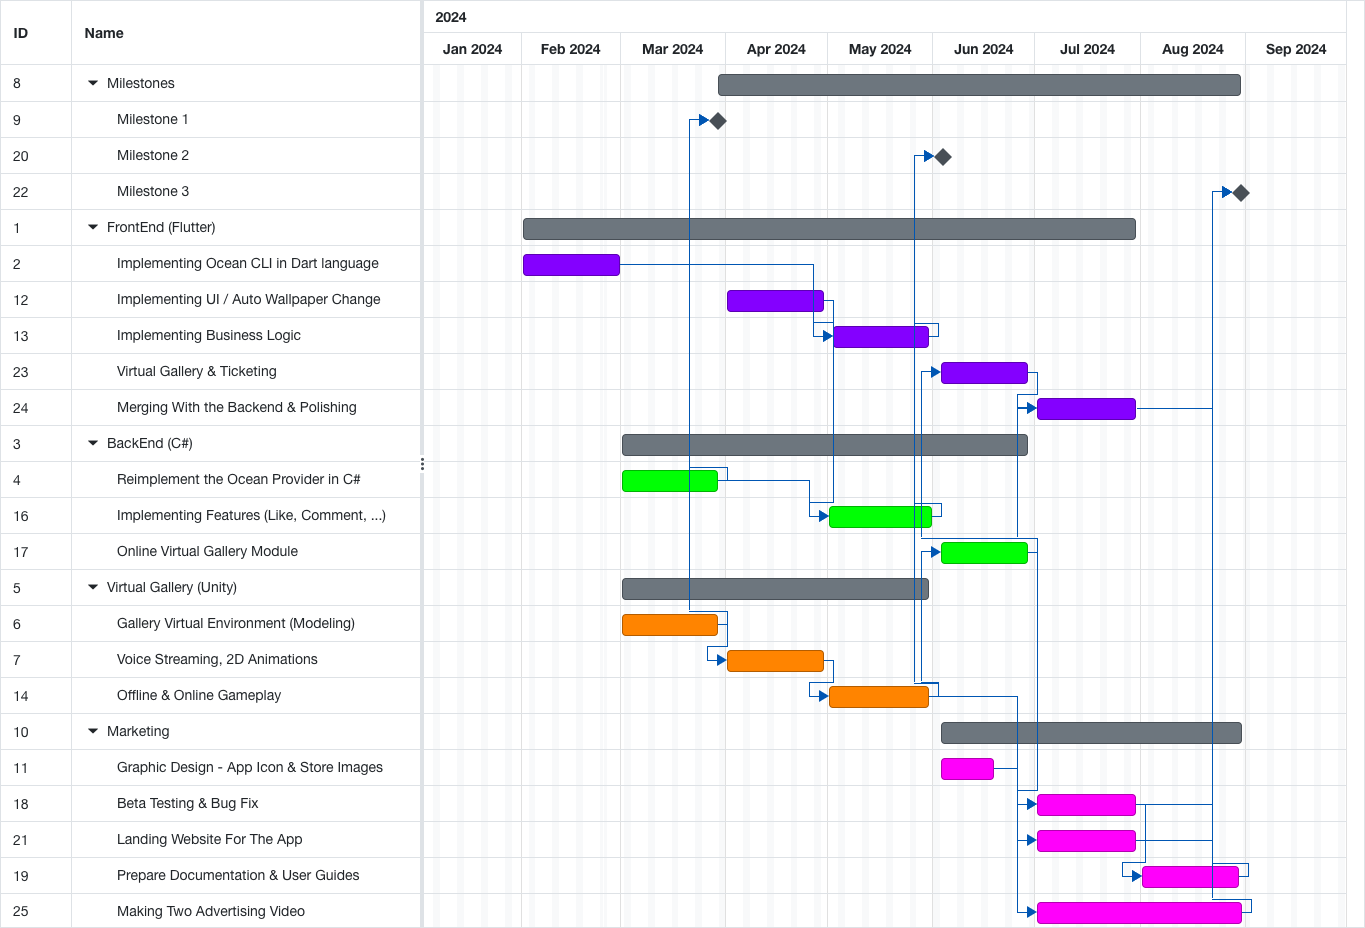 ID Name 2024
Jan 2024 Feb 2024 Mar 2024 Apr 2024 May 2024 Jun 2024 Jul 2024 Aug 2024 Sep 2024
8 Milestones
9 Milestone 1
20 Milestone 2
22 Milestone 3
1 FrontEnd (Flutter)
2 Implementing Ocean CLI in Dart language
12 Implementing UI / Auto Wallpaper Change
13 Implementing Business Logic
23 Virtual Gallery & Ticketing
24 Merging With the Backend & Polishing
3 BackEnd (C#)
4 Reimplement the Ocean Provider in C#
16 Implementing Features (Like, Comment, ...)
17 Online Virtual Gallery Module
5 Virtual Gallery (Unity)
6 Gallery Virtual Environment (Modeling)
7 Voice Streaming, 2D Animations
14 Offline & Online Gameplay
10 Marketing
11 Graphic Design - App Icon & Store Images
18 Beta Testing & Bug Fix
21 Landing Website For The App
19 Prepare Documentation & User Guides
25 Making Two Advertising Video